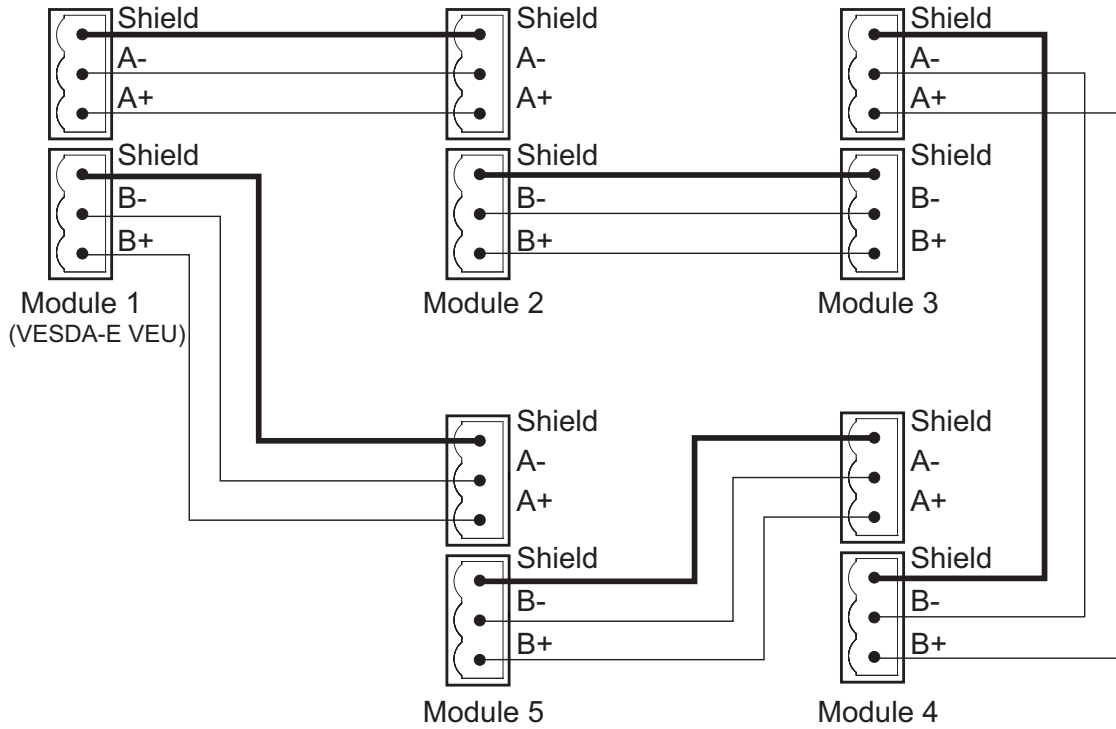 Shield
A-
A+
Shield
B-
B+
Module 1
(VESDA-E VEU)
Shield
A-
A+
Shield
B-
B+
Module 2
Shield
A-
A+
Shield
B-
B+
Module 3
Shield
A-
A+
Shield
B-
B+
Module 5
Shield
A-
A+
Shield
B-
B+
Module 4